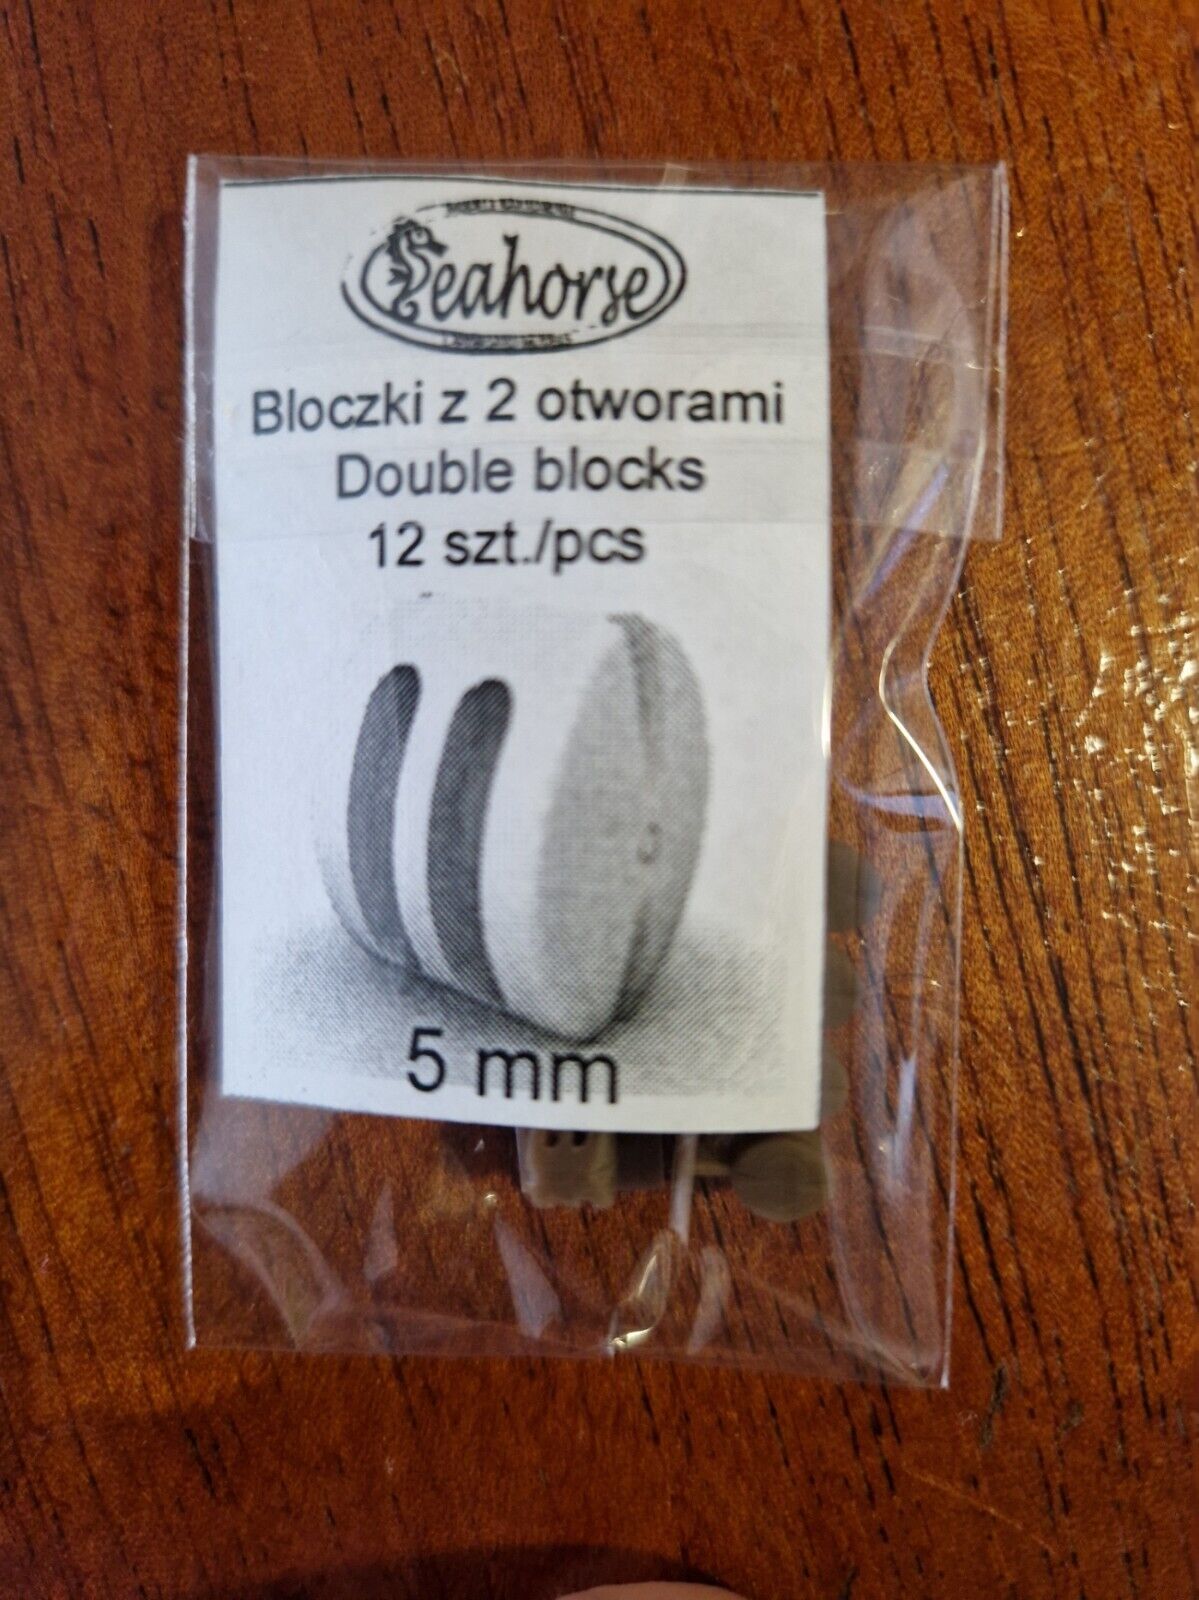 Seahorse
Bloczki z 2 otworami
Double blocks
12 szt./pcs
5 mm